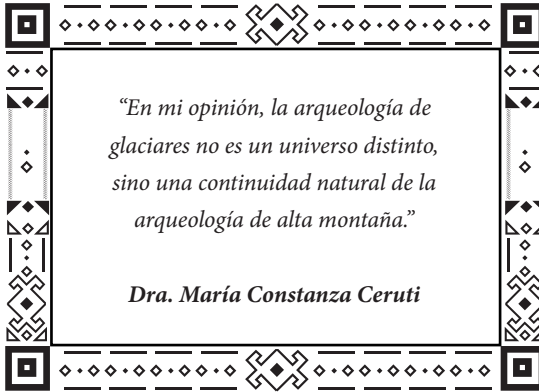 “En mi opinión, la arqueología de
glaciares no es un universo distinto,
sino una continuidad natural de la
arqueología de alta montaña.”
Dra. María Constanza Ceruti